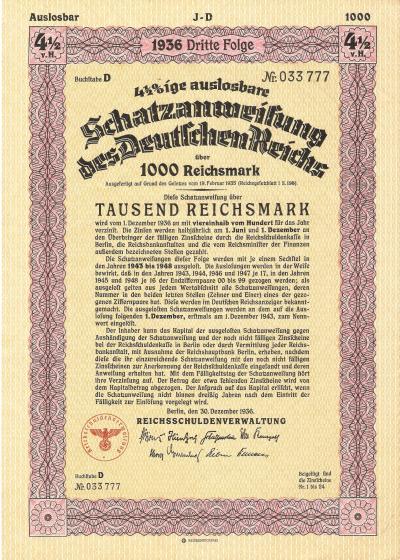 Auslosbar J-D 1000
4½ v.H. 1936 Dritte Folge 4½ v.H.
Buchstabe D № 033777
4½%ige auslosbare
Schatzanweisung
des Deutschen Reichs
über
1000 Reichsmark
Ausgefertigt auf Grund des Gesetzes vom 19. Februar 1935 (Reichsgesetzblatt I S. 198).
Diese Schatzanweisung über
TAUSEND REICHSMARK
wird vom 1. Dezember 1936 an mit viereinhalb vom Hundert für das Jahr
verzinst. Die Zinsen werden halbjährlich am 1. Juni und 1. Dezember an
den Überbringer der fälligen Zinsscheine durch die Reichsschuldenkasse in
Berlin, die Reichsbankanstalten und die vom Reichsminister der Finanzen
außerdem bezeichneten Stellen gezahlt.
Die Schatzanweisungen dieser Folge werden mit je einem Sechstel in
den Jahren 1943 bis 1948 ausgelost. Die Auslosungen werden in der Weise
bewirkt, daß in den Jahren 1943, 1944, 1946 und 1947 je 17, in den Jahren
1945 und 1948 je 16 der Endzifferpaare 00 bis 99 gezogen werden; als
ausgelost gelten aus jedem Wertabschnitt alle Schatzanweisungen, deren
Nummer in den beiden letzten Stellen (Zehner und Einer) eines der gezo-
genen Zifferpaare hat. Diese werden im Deutschen Reichsanzeiger bekannt-
gemacht. Die ausgelosten Schatzanweisungen werden an dem auf die Aus-
losung folgenden 1. Dezember, erstmals am 1. Dezember 1943, zum Nenn-
wert eingelöst.
Der Inhaber kann das Kapital der ausgelosten Schatzanweisung gegen
Aushändigung der Schatzanweisung und der noch nicht fälligen Zinsscheine
bei der Reichsschuldenkasse in Berlin oder durch Vermittlung jeder Reichs-
bankanstalt, mit Ausnahme der Reichshauptbank Berlin, erheben, nachdem
diese die ihr einzureichende Schatzanweisung mit den noch nicht fälligen
Zinsscheinen zur Anerkennung der Reichsschuldenkasse eingesandt und deren
Anweisung erhalten hat. Mit dem Fälligkeitstag der Schatzanweisung hört
ihre Verzinsung auf. Der Betrag der etwa fehlenden Zinsscheine wird von
dem Kapitalbetrag abgezogen. Der Anspruch auf das Kapital erlischt, wenn
die Schatzanweisung nicht binnen dreißig Jahren nach dem Eintritt der
Fälligkeit zur Einlösung vorgelegt wird.
Berlin, den 30. Dezember 1936.
REICHSSCHULDENVERWALTUNG
Buchstabe D
№ 033777
Beigefügt sind
die Zinsscheine
Nr. 1 bis 24